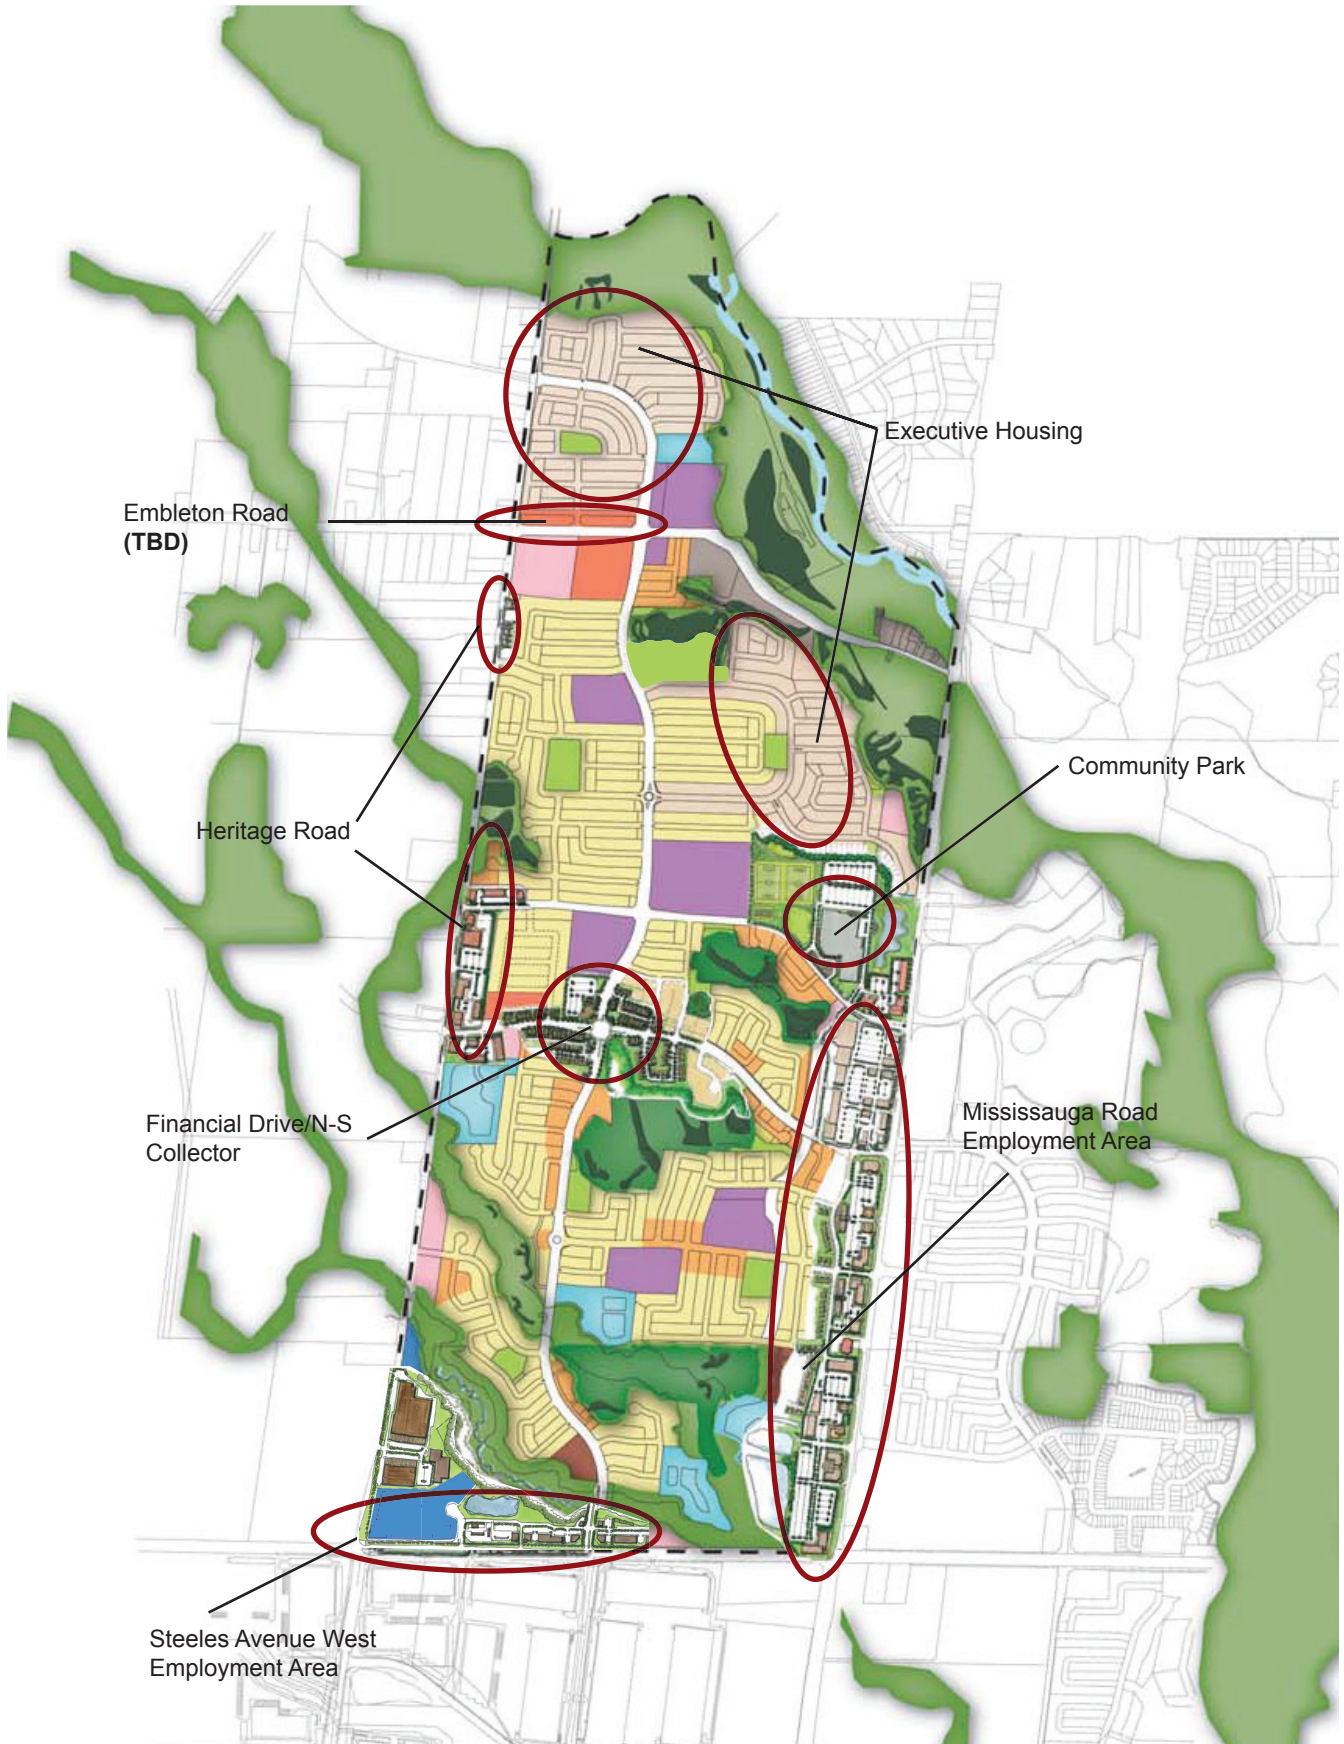 Executive Housing
Embleton Road
(TBD)
Community Park
Heritage Road
Financial Drive/N-S
Collector
Mississauga Road
Employment Area
Steeles Avenue West
Employment Area